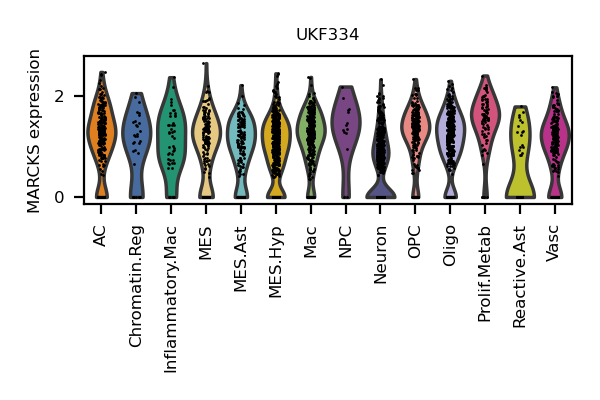 UKF334
MARCKS expression
2
0
AC
Chromatin.Reg
Inflammatory.Mac
MES
MES.Ast
MES.Hyp
Mac
NPC
Neuron
OPC
Oligo
Prolif.Metab
Reactive.Ast
Vasc